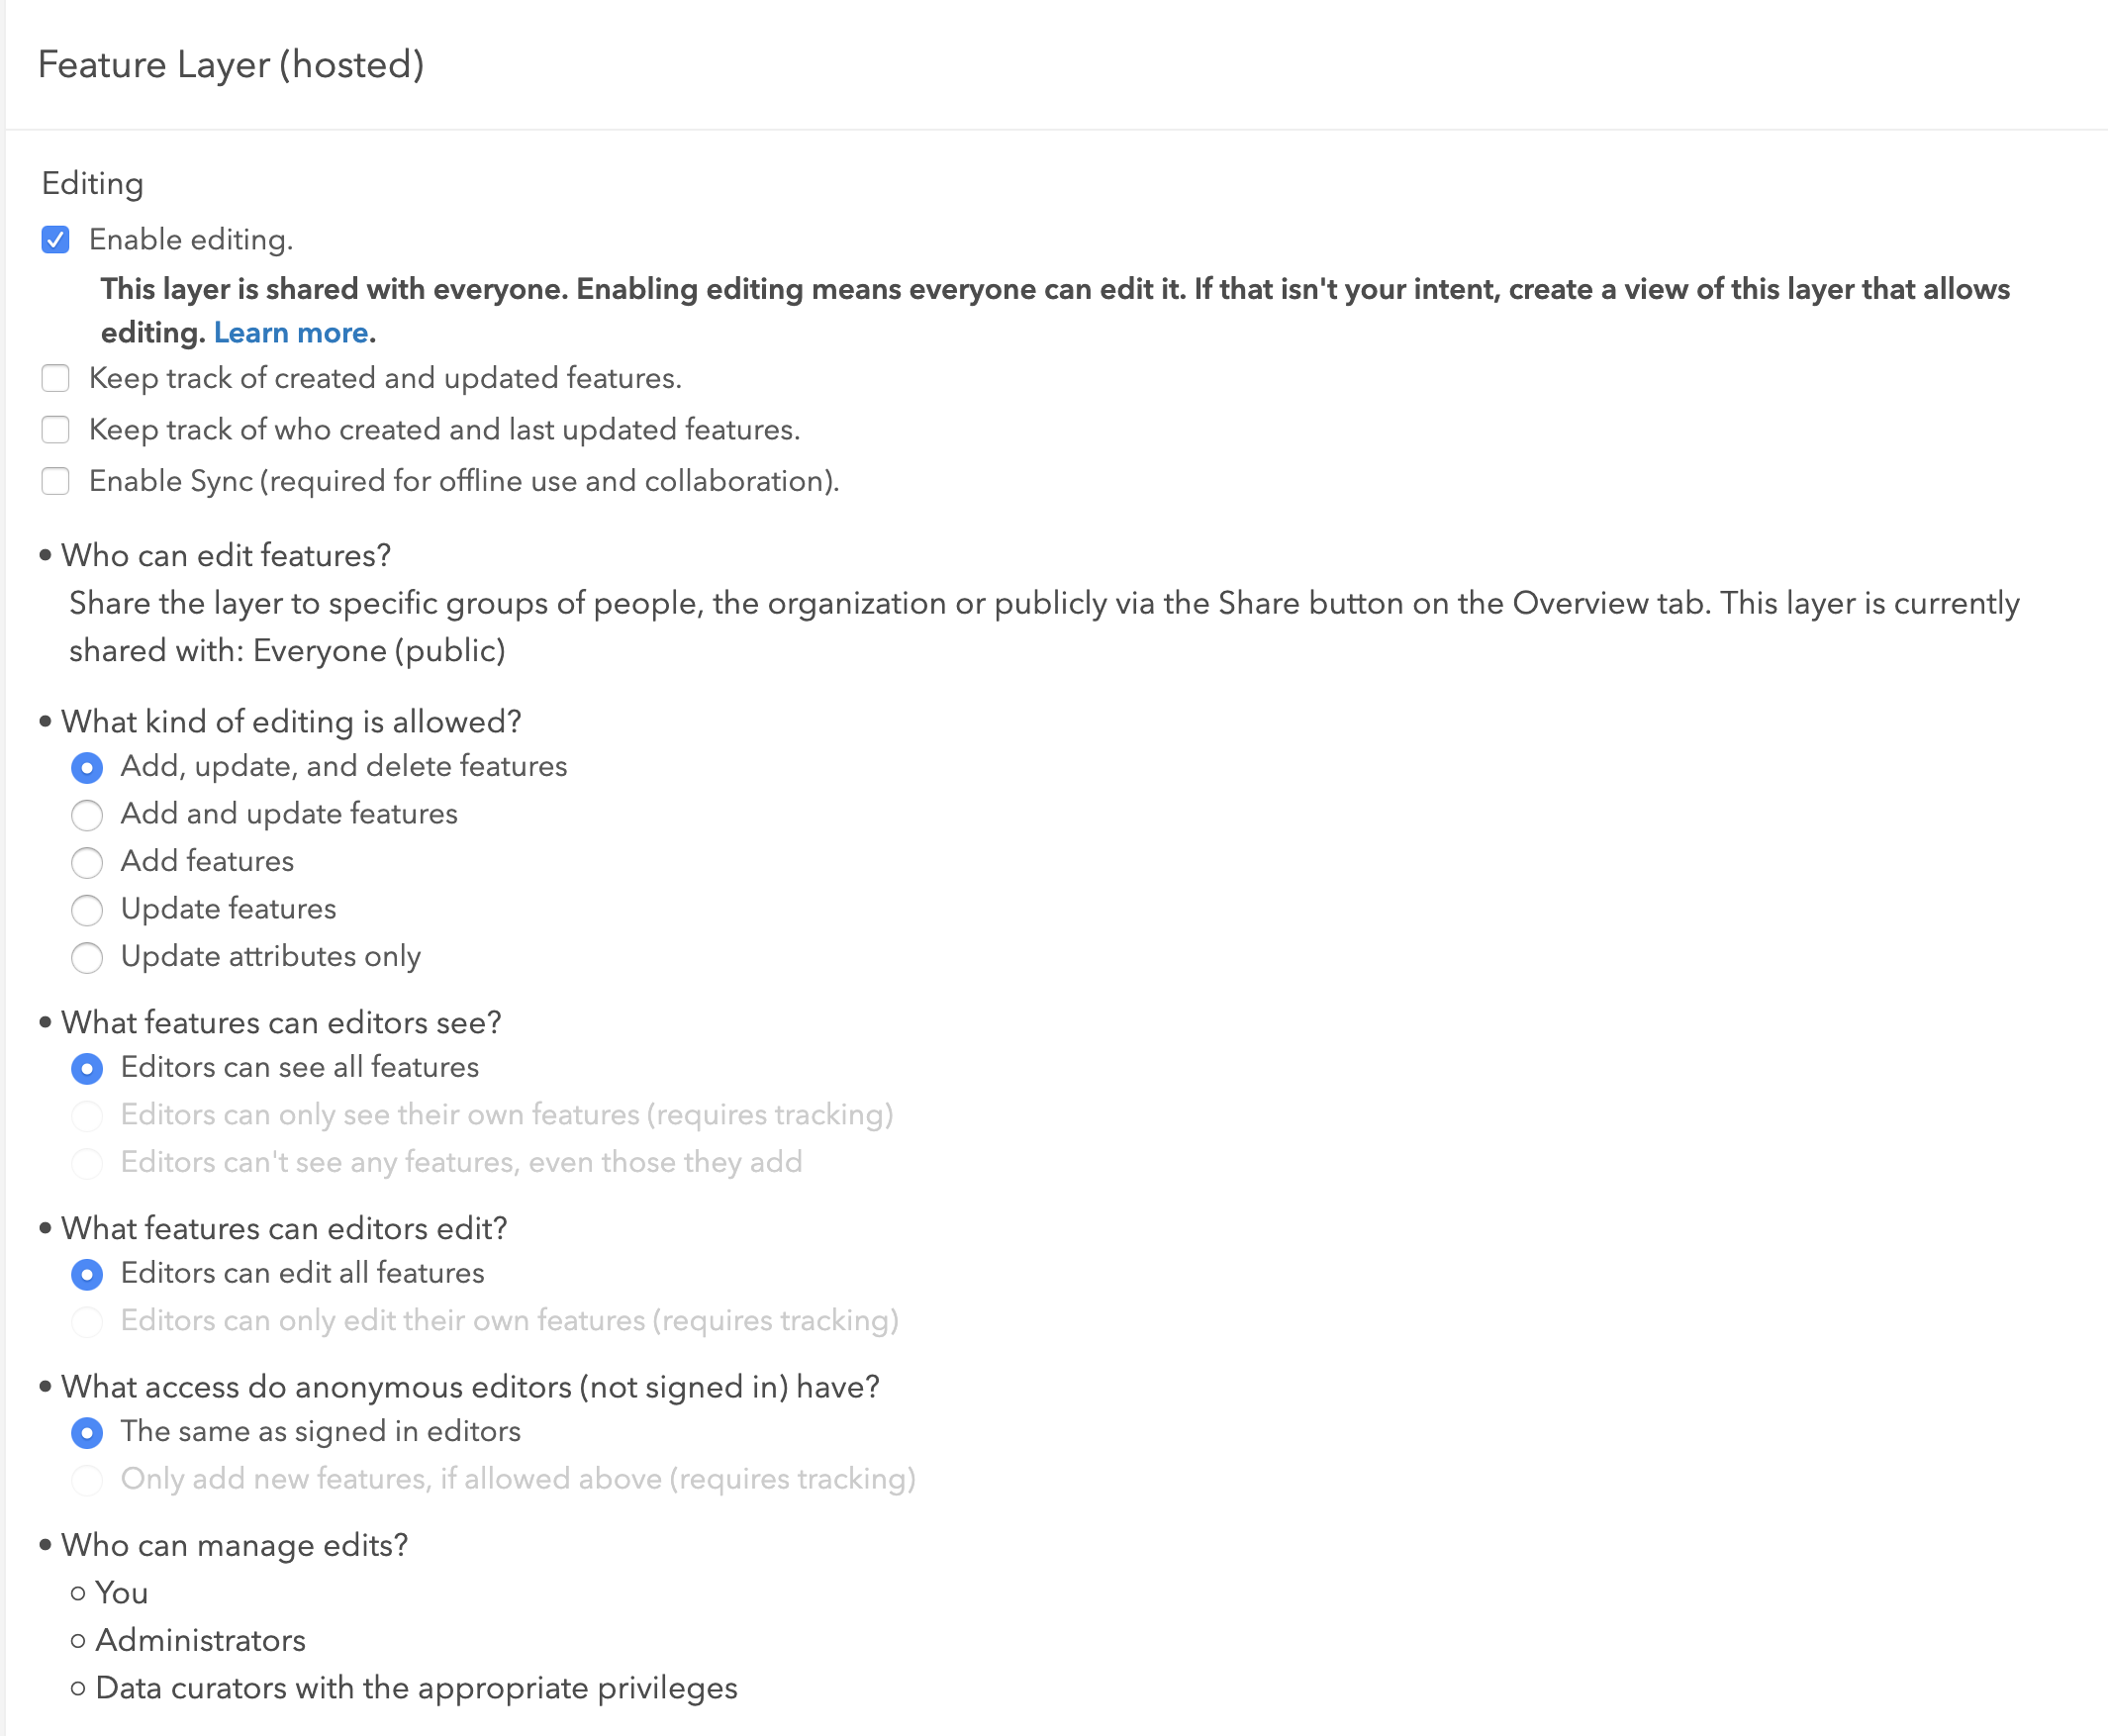 Feature Layer (hosted)
Editing
Enable editing.
This layer is shared with everyone. Enabling editing means everyone can edit it. If that isn't your intent, create a view of this layer that allows
editing. Learn more.
Keep track of created and updated features.
Keep track of who created and last updated features.
Enable Sync (required for offline use and collaboration).
• Who can edit features?
Share the layer to specific groups of people, the organization or publicly via the Share button on the Overview tab. This layer is currently
shared with: Everyone (public)
• What kind of editing is allowed?
Add, update, and delete features
Add and update features
Add features
Update features
Update attributes only
• What features can editors see?
Editors can see all features
Editors can only see their own features (requires tracking)
Editors can't see any features, even those they add
• What features can editors edit?
Editors can edit all features
Editors can only edit their own features (requires tracking)
• What access do anonymous editors (not signed in) have?
The same as signed in editors
Only add new features, if allowed above (requires tracking)
• Who can manage edits?
○ You
○ Administrators
○ Data curators with the appropriate privileges